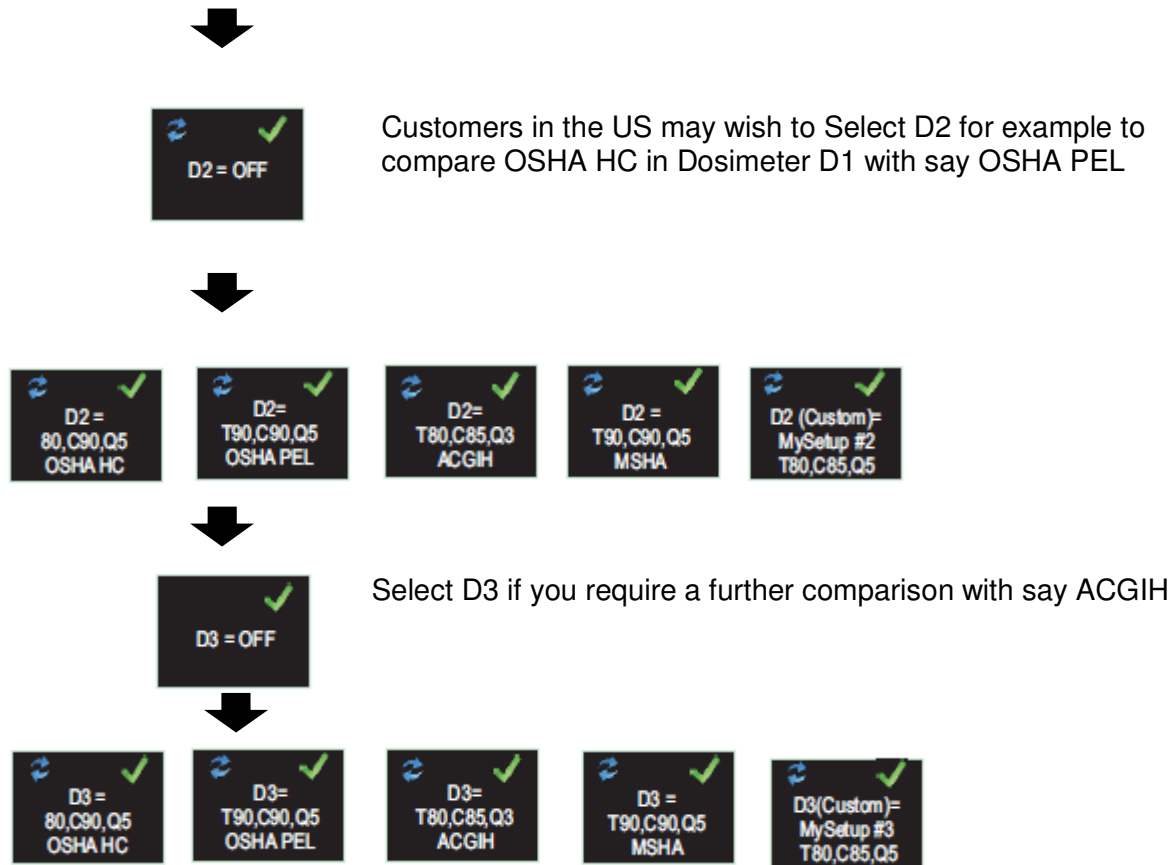 D2 = OFF
Customers in the US may wish to Select D2 for example to
compare OSHA HC in Dosimeter D1 with say OSHA PEL
D2 =
80,C90,Q5
OSHA HC
D2=
T90,C90,Q5
OSHA PEL
D2=
T80,C85,Q3
ACGIH
D2 =
T90,C90,Q5
MSHA
D2 (Custom)=
MySetup #2
T80,C85,Q5
D3 = OFF
Select D3 if you require a further comparison with say ACGIH
D3 =
80,C90,Q5
OSHA HC
D3=
T90,C90,Q5
OSHA PEL
D3=
T80,C85,Q3
ACGIH
D3 =
T90,C90,Q5
MSHA
D3(Custom)=
MySetup #3
T80,C85,Q5